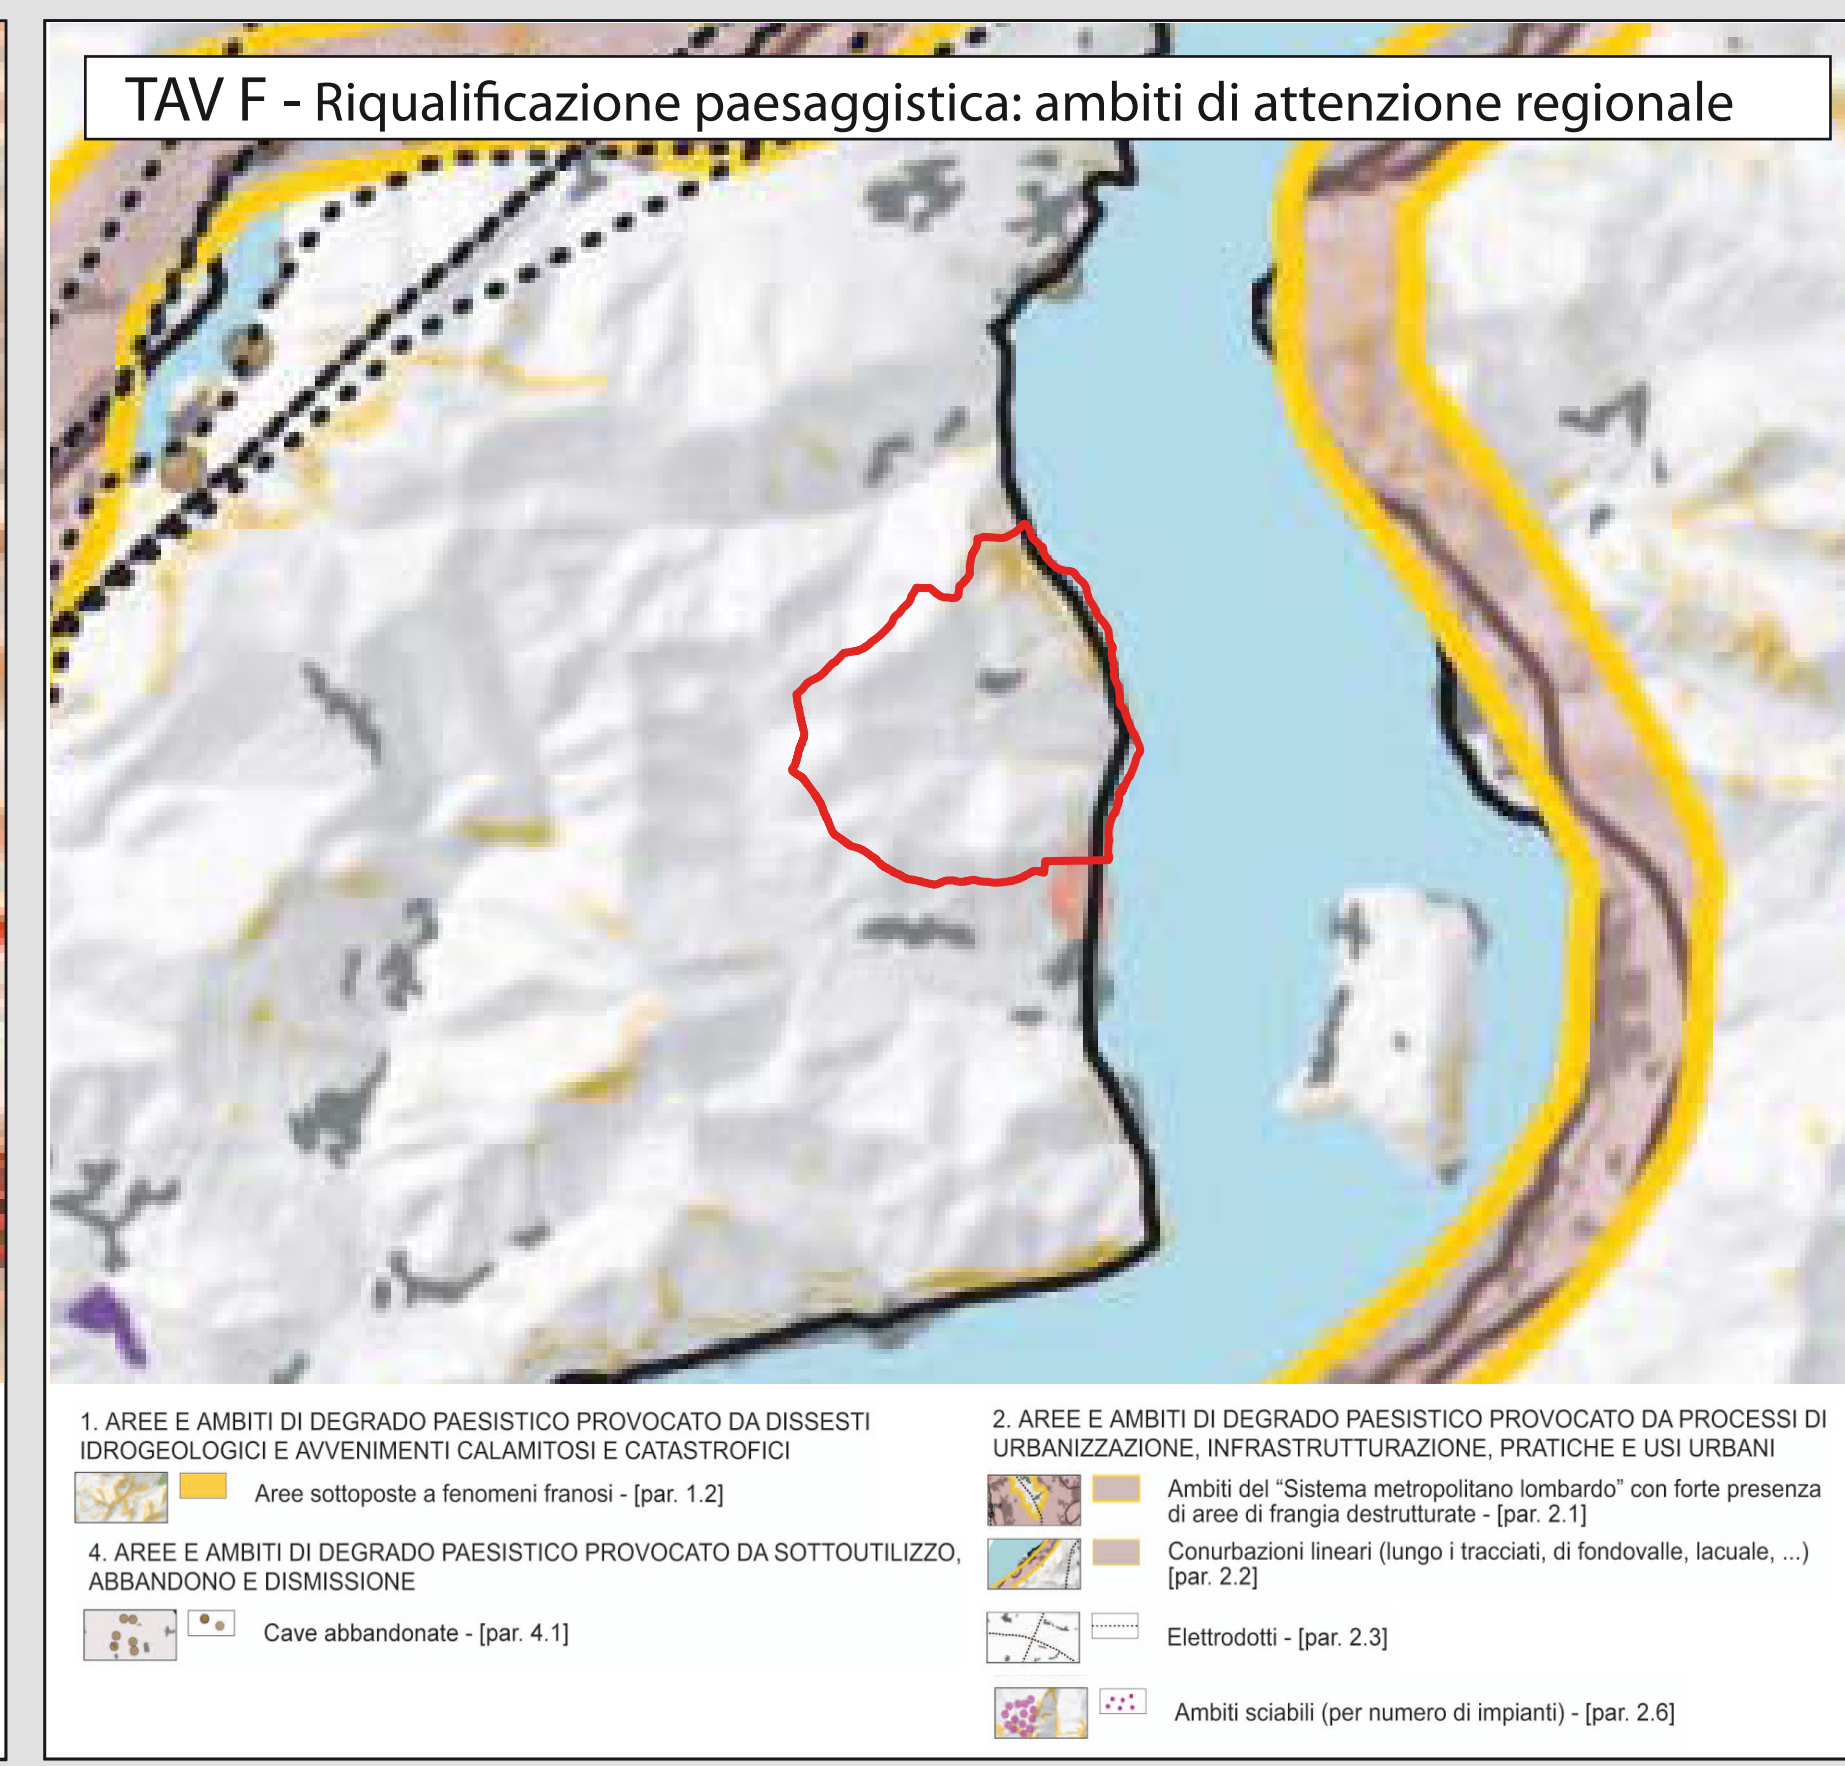 TAV F - Riqualificazione paesaggistica: ambiti di attenzione regionale
1. AREE E AMBITI DI DEGRADO PAESISTICO PROVOCATO DA DISSESTI
IDROGEOLOGICI E AVVENIMENTI CALAMITOSI E CATASTROFICI
Aree sottoposte a fenomeni franosi - [par. 1.2]
4. AREE E AMBITI DI DEGRADO PAESISTICO PROVOCATO DA SOTTOUTILIZZO,
ABBANDONO E DISMISSIONE
Cave abbandonate - [par. 4.1]
2. AREE E AMBITI DI DEGRADO PAESISTICO PROVOCATO DA PROCESSI DI
URBANIZZAZIONE, INFRASTRUTTURAZIONE, PRATICHE E USI URBANI
Ambiti del “Sistema metropolitano lombardo” con forte presenza
di aree di frangia destrutturate - [par. 2.1]
Conurbazioni lineari (lungo i tracciati, di fondovalle, lacuale, ...)
[par. 2.2]
Elettrodotti - [par. 2.3]
Ambiti sciabili (per numero di impianti) - [par. 2.6]